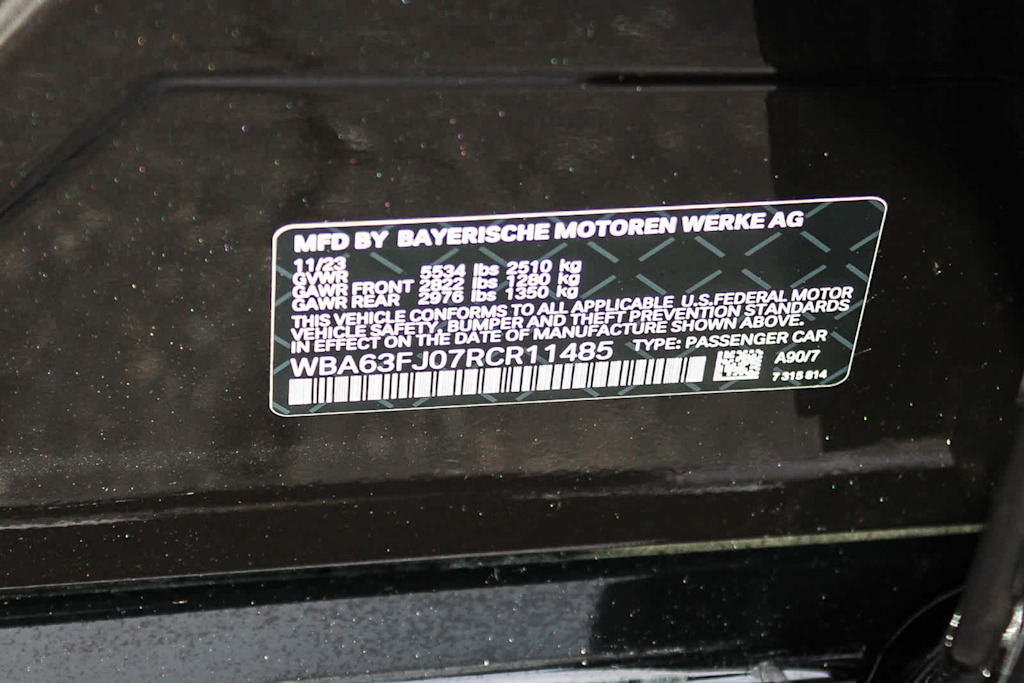 MFD BY BAYERISCHE MOTOREN WERKE AG
11/23
GVWR 5534 lbs 2510 kg
GAWR FRONT 2822 lbs 1280 kg
GAWR REAR 2976 lbs 1350 kg
THIS VEHICLE CONFORMS TO ALL APPLICABLE U.S.FEDERAL MOTOR
VEHICLE SAFETY, BUMPER AND THEFT PREVENTION STANDARDS
IN EFFECT ON THE DATE OF MANUFACTURE SHOWN ABOVE.
WBA63FJ07RCR11485 TYPE: PASSENGER CAR
A90/7
7 315 814